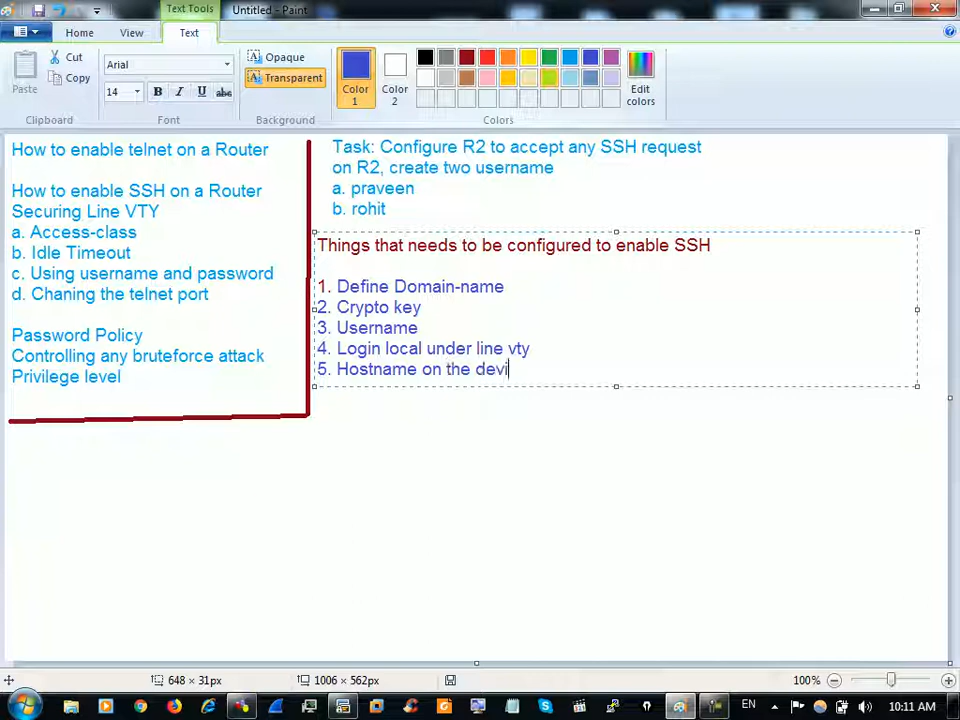 Text Tools
Untitled - Paint
Home
View
Text
Paste
Cut
Copy
Clipboard
Arial
14
B I U abc
Font
Opaque
Transparent
Background
Color 1
Color 2
Edit colors
Colors
How to enable telnet on a Router
How to enable SSH on a Router
Securing Line VTY
a. Access-class
b. Idle Timeout
c. Using username and password
d. Chaning the telnet port
Password Policy
Controlling any bruteforce attack
Privilege level
Task: Configure R2 to accept any SSH request
on R2, create two username
a. praveen
b. rohit
Things that needs to be configured to enable SSH
1. Define Domain-name
2. Crypto key
3. Username
4. Login local under line vty
5. Hostname on the devi
648 × 31px
1006 × 562px
100%
EN
10:11 AM